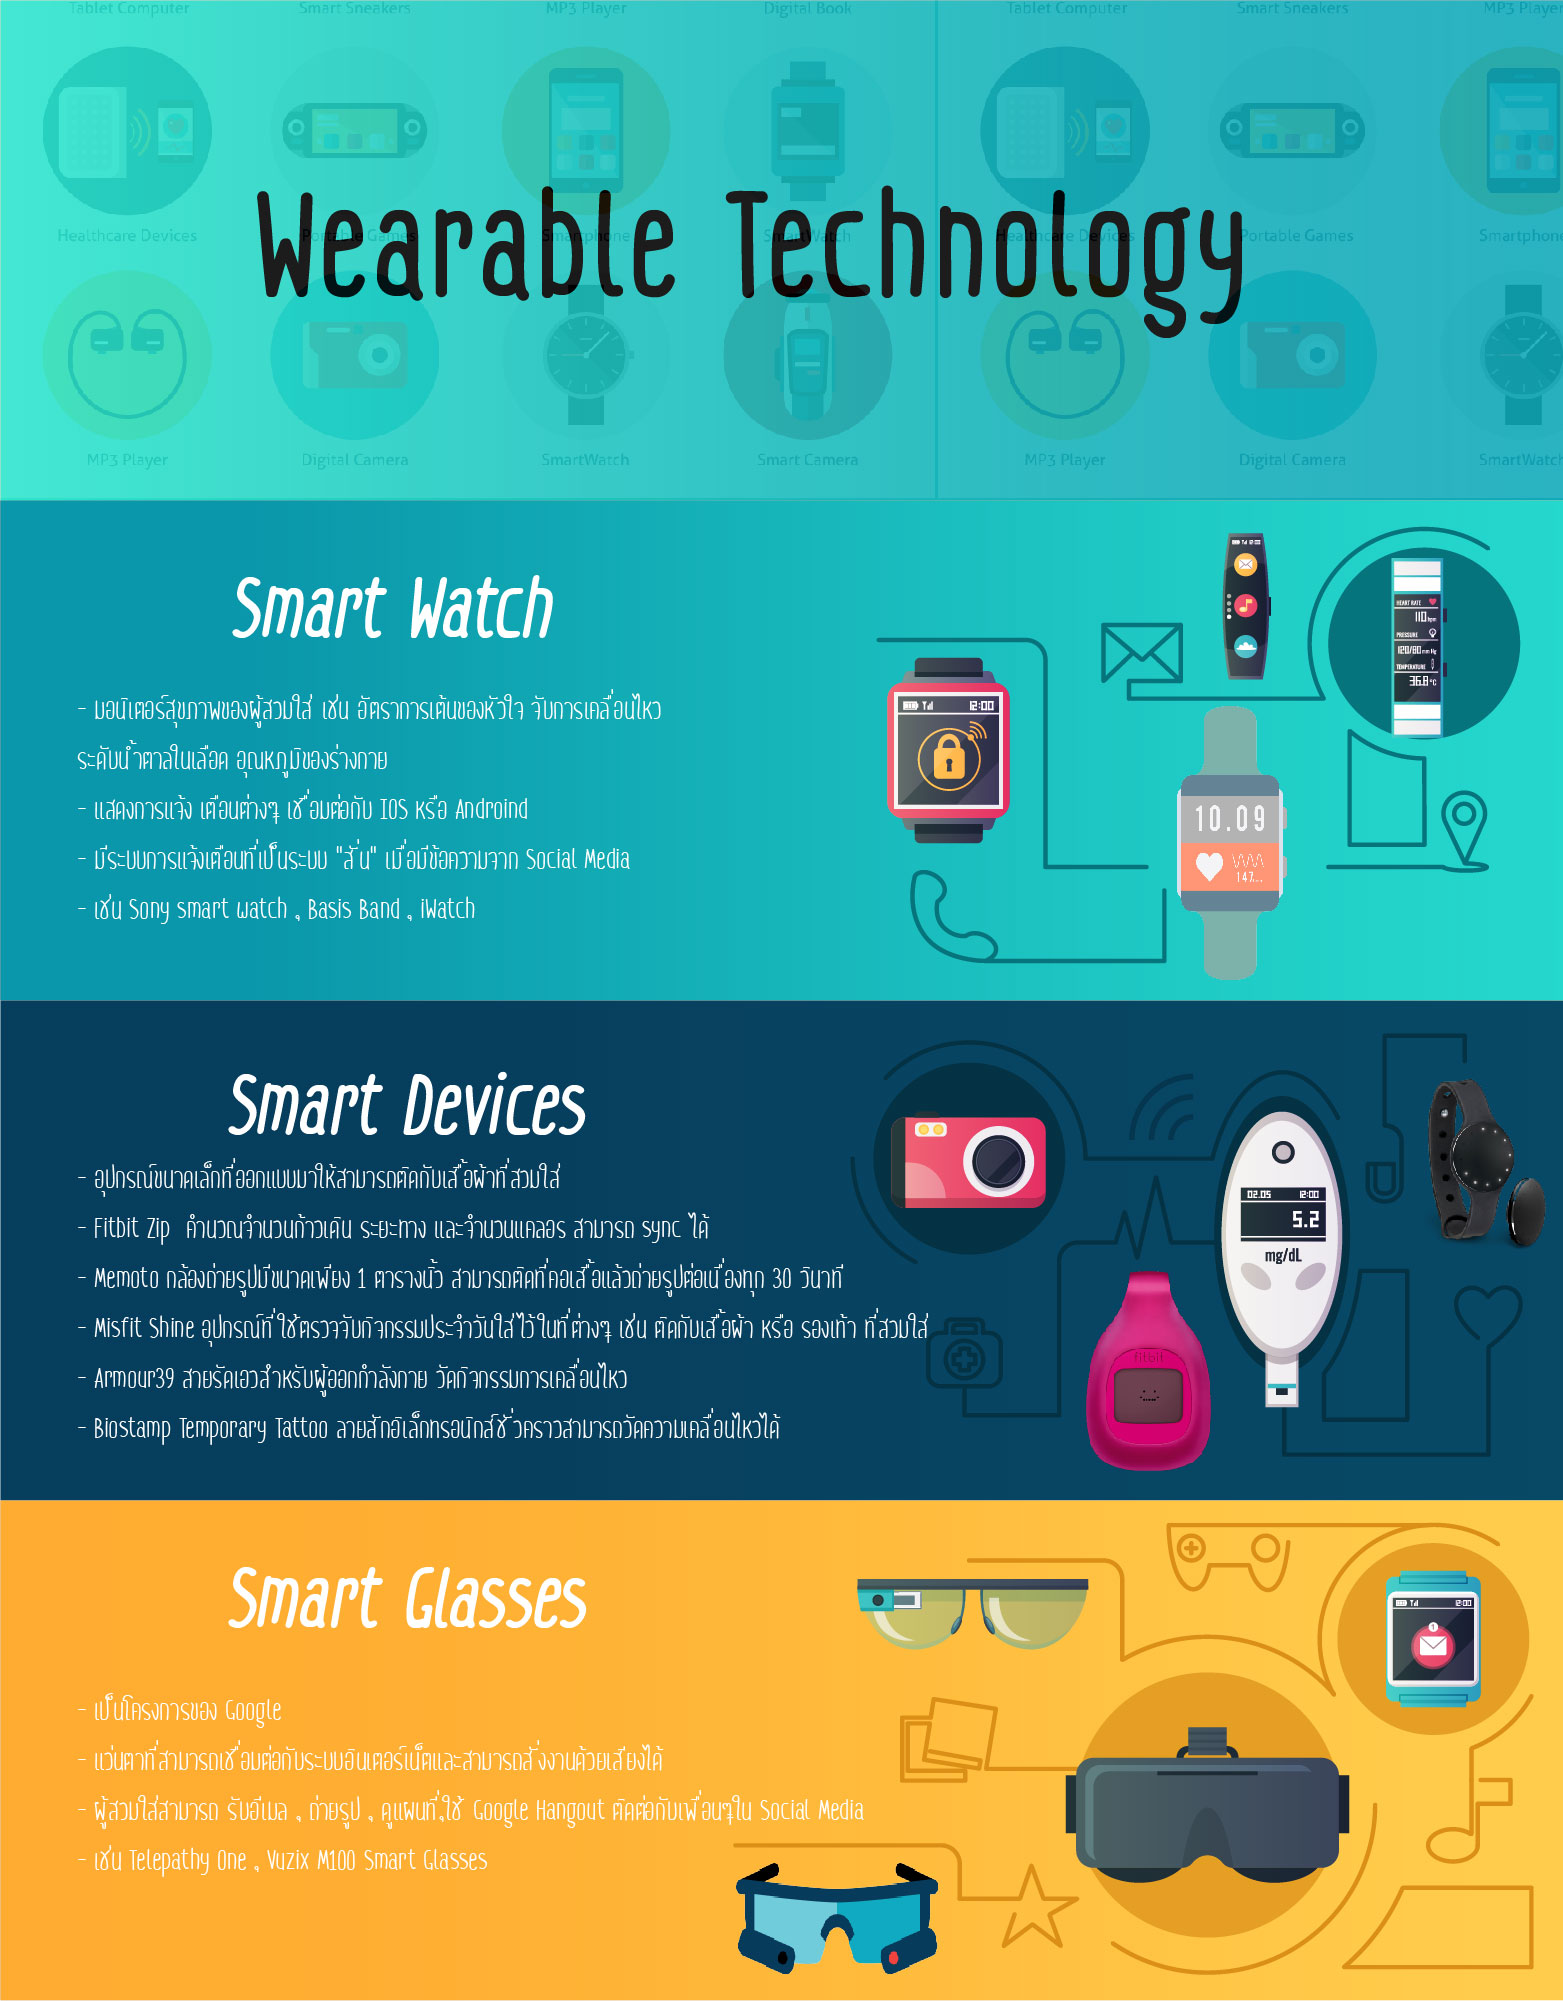 Tablet Computer Smart Sneakers MP3 Player Digital Book Tablet Computer Smart Sneakers MP3 Player
Healthcare Devices Portable Games Smartphone SmartWatch Healthcare Devices Portable Games Smartphone
Wearable Technology
MP3 Player Digital Camera SmartWatch Smart Camera MP3 Player Digital Camera SmartWatch
Smart Watch
- มอนิเตอร์สุขภาพของผู้สวมใส่ เช่น อัตราการเต้นของหัวใจ จับการเคลื่อนไหว
ระดับน้ำตาลในเลือด อุณหภูมิของร่างกาย
- แสดงการแจ้ง เตือนต่างๆ เชื่อมต่อกับ IOS หรือ Androind
- มีระบบการแจ้งเตือนที่เป็นระบบ "สั่น" เมื่อมีข้อความจาก Social Media
- เช่น Sony smart watch , Basis Band , iWatch
12:00
12:00
HEART RATE
110 bpm
PRESSURE
120/80 mm Hg
TEMPERATURE
36.8 °C
10.09
147...
Smart Devices
- อุปกรณ์ขนาดเล็กที่ออกแบบมาให้สามารถติดกับเสื้อผ้าที่สวมใส่
- Fitbit Zip คำนวณจำนวนก้าวเดิน ระยะทาง และจำนวนแคลอร สามารถ sync ได้
- Memoto กล้องถ่ายรูปมีขนาดเพียง 1 ตารางนิ้ว สามารถติดที่คอเสื้อแล้วถ่ายรูปต่อเนื่องทุก 30 วินาที
- Misfit Shine อุปกรณ์ที่ใช้ตรวจจับกิจกรรมประจำวันใส่ไว้ในที่ต่างๆ เช่น ติดกับเสื้อผ้า หรือ รองเท้า ที่สวมใส่
- Armour39 สายรัดเอวสำหรับผู้ออกกำลังกาย วัดกิจกรรมการเคลื่อนไหว
- Biostamp Temporary Tattoo ลายสักอิเล็กทรอนิกส์ชั่วคราวสามารถวัดความเคลื่อนไหวได้
02.05 12:00
5.2
mg/dL
fitbit
Smart Glasses
- เป็นโครงการของ Google
- แว่นตาที่สามารถเชื่อมต่อกับระบบอินเตอร์เน็ตและสามารถสั่งงานด้วยเสียงได้
- ผู้สวมใส่สามารถ รับอีเมล , ถ่ายรูป , ดูแผนที่,ใช้ Google Hangout ติดต่อกับเพื่อนๆใน Social Media
- เช่น Telepathy One , Vuzix M100 Smart Glasses
12:00
1